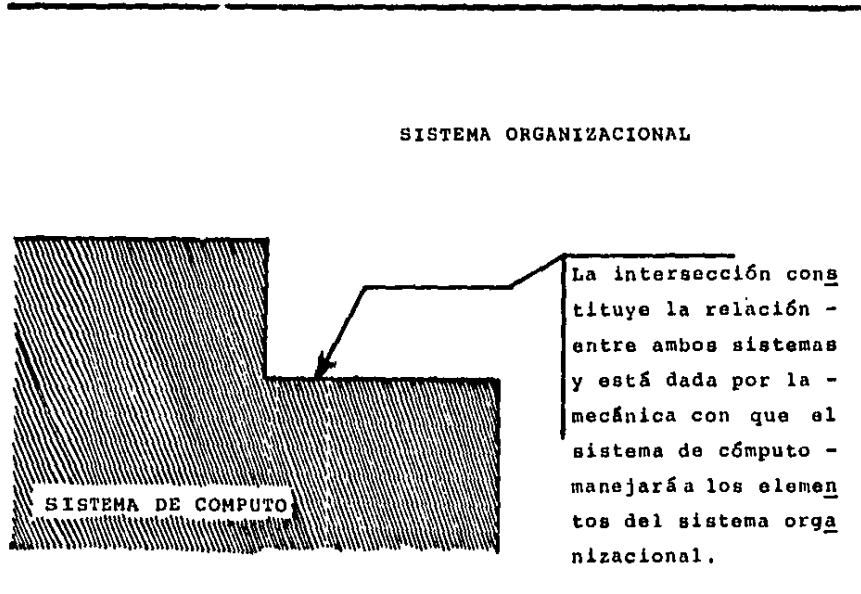 SISTEMA ORGANIZACIONAL
La intersección cons
tituye la relación -
entre ambos sistemas
y está dada por la -
mecánica con que el
sistema de cómputo -
manejará a los elemen
tos del sistema orga
nizacional.
SISTEMA DE COMPUTO